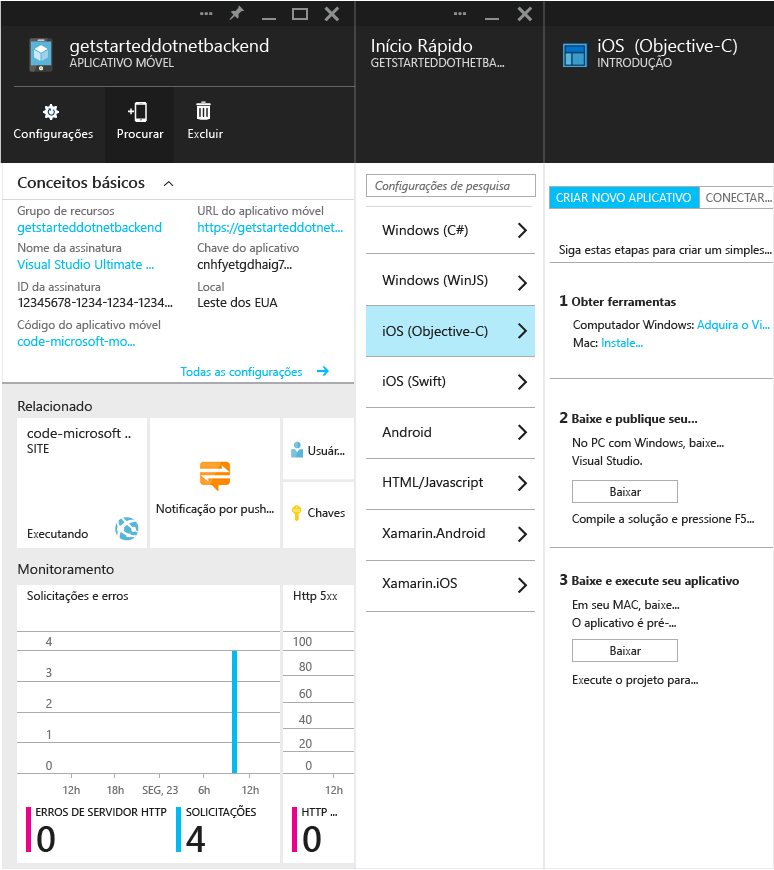 getstarteddotnetbackend
APLICATIVO MÓVEL
Configurações
Procurar
Excluir
Conceitos básicos
Grupo de recursos
getstarteddotnetbackend
Nome da assinatura
Visual Studio Ultimate ...
ID da assinatura
12345678-1234-1234-1234...
Código do aplicativo móvel
code-microsoft-mo...
URL do aplicativo móvel
https://getstarteddotnet...
Chave do aplicativo
cnhfyetgdhaig7...
Local
Leste dos EUA
Todas as configurações
Relacionado
code-microsoft ..
SITE
Executando
Notificação por push...
Usuár...
Chaves
Monitoramento
Solicitações e erros
4
3
2
1
0
12h
18h
SEG, 23
6h
12h
ERROS DE SERVIDOR HTTP
0
SOLICITAÇÕES
4
Http 5xx
100
80
60
40
20
0
12h
HTTP ...
0
Início Rápido
GETSTARTEDDOTHETBA...
Configurações de pesquisa
Windows (C#)
Windows (WinJS)
iOS (Objective-C)
iOS (Swift)
Android
HTML/Javascript
Xamarin.Android
Xamarin.iOS
iOS (Objective-C)
INTRODUÇÃO
CRIAR NOVO APLICATIVO
CONECTAR...
Siga estas etapas para criar um simples...
1 Obter ferramentas
Computador Windows: Adquira o Vi...
Mac: Instale...
2 Baixe e publique seu...
No PC com Windows, baixe...
Visual Studio.
Baixar
Compile a solução e pressione F5...
3 Baixe e execute seu aplicativo
Em seu MAC, baixe...
O aplicativo é pré-...
Baixar
Execute o projeto para...